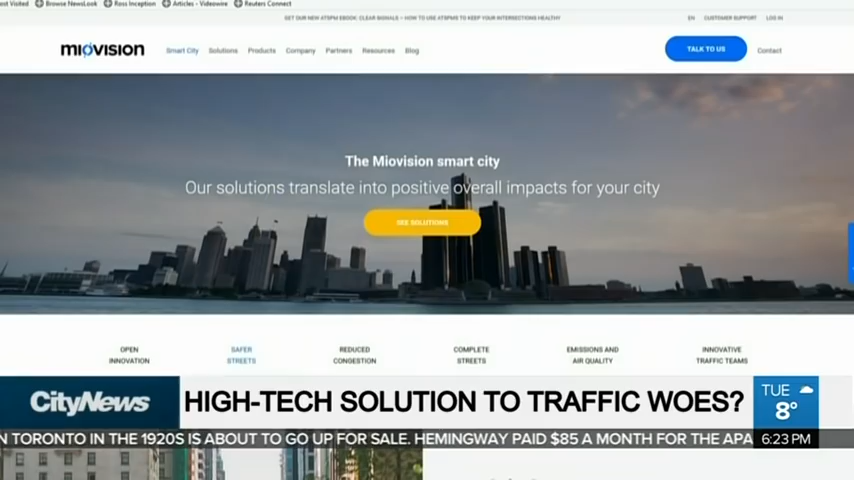 ost Visited Browse NewsLook Ross Inception Articles - Videowire Reuters Connect
GET OUR NEW ATSPM EBOOK: CLEAR SIGNALS – HOW TO USE ATSPMS TO KEEP YOUR INTERSECTIONS HEALTHY EN CUSTOMER SUPPORT LOG IN
miovision Smart City Solutions Products Company Partners Resources Blog TALK TO US Contact
The Miovision smart city
Our solutions translate into positive overall impacts for your city
SEE SOLUTIONS
OPEN INNOVATION
SAFER STREETS
REDUCED CONGESTION
COMPLETE STREETS
EMISSIONS AND AIR QUALITY
INNOVATIVE TRAFFIC TEAMS
CityNews HIGH-TECH SOLUTION TO TRAFFIC WOES? TUE 8°
N TORONTO IN THE 1920S IS ABOUT TO GO UP FOR SALE. HEMINGWAY PAID $85 A MONTH FOR THE APA 6:23 PM